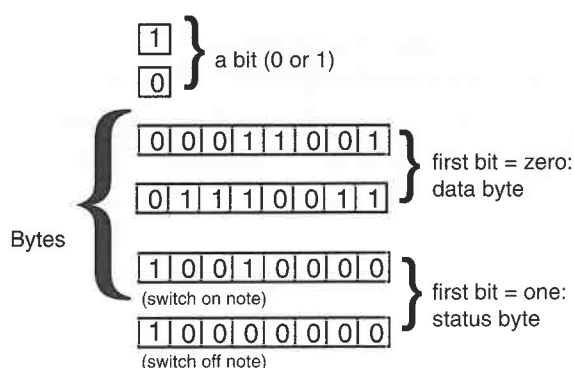 1
0
a bit (0 or 1)
0 0 0 1 1 0 0 1
0 1 1 1 0 0 1 1
first bit = zero:
data byte
Bytes
1 0 0 1 0 0 0 0
(switch on note)
1 0 0 0 0 0 0 0
(switch off note)
first bit = one:
status byte